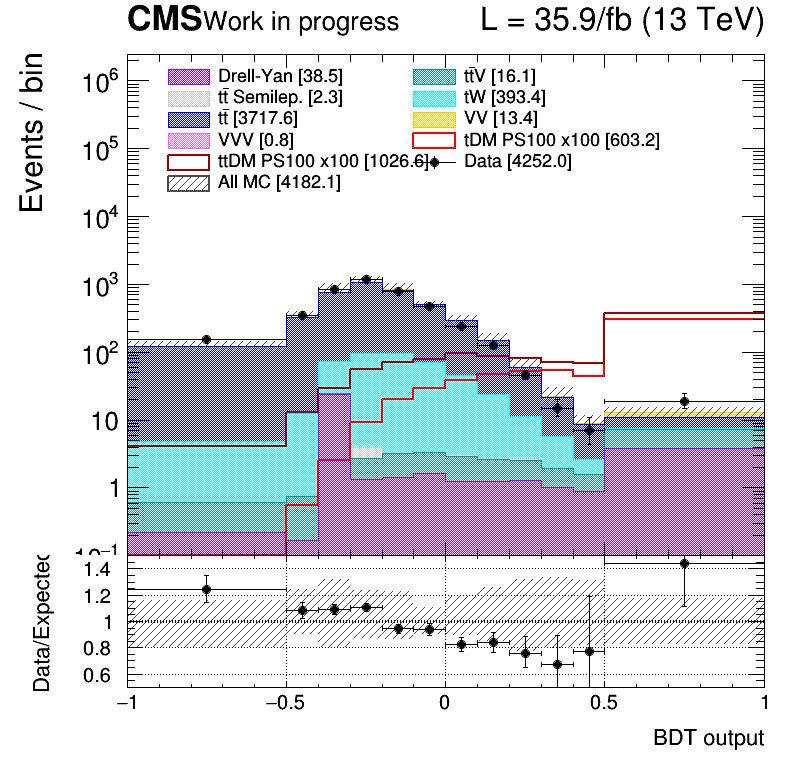 CMS Work in progress L = 35.9/fb (13 TeV)
Events / bin
Drell-Yan [38.5] tt̄V [16.1]
tt̄ Semilep. [2.3] tW [393.4]
tt̄ [3717.6] VV [13.4]
VVV [0.8] tDM PS100 x100 [603.2]
ttDM PS100 x100 [1026.6] Data [4252.0]
All MC [4182.1]
10⁶
10⁵
10⁴
10³
10²
10
1
10⁻¹
Data/Expected
1.4
1.2
1
0.8
0.6
−1 −0.5 0 0.5 1
BDT output